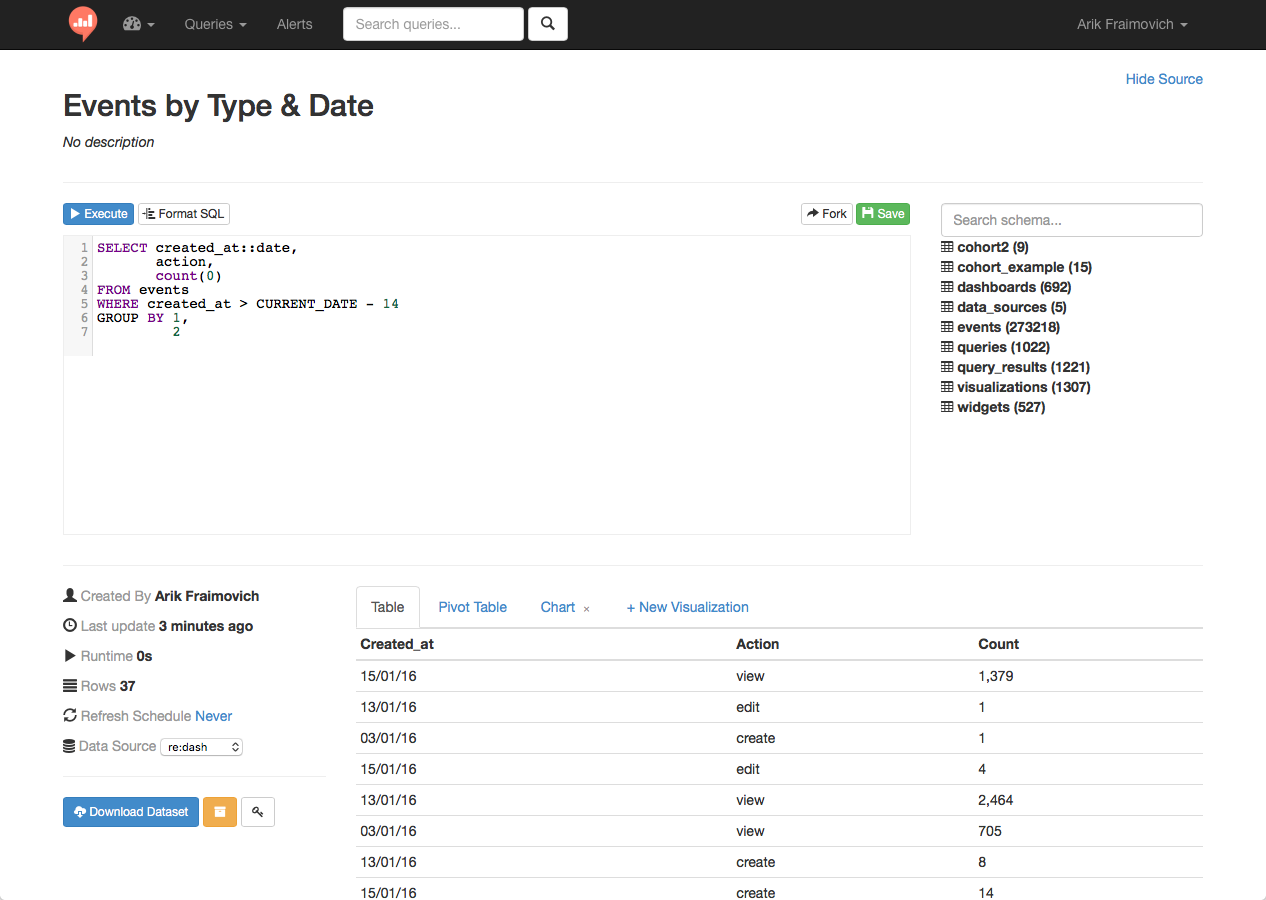 Queries
Alerts
Search queries...
Arik Fraimovich
Hide Source
Events by Type & Date
No description
Execute
Format SQL
Fork
Save
1 SELECT created_at::date,
2 action,
3 count(0)
4 FROM events
5 WHERE created_at > CURRENT_DATE - 14
6 GROUP BY 1,
7 2
Search schema...
cohort2 (9)
cohort_example (15)
dashboards (692)
data_sources (5)
events (273218)
queries (1022)
query_results (1221)
visualizations (1307)
widgets (527)
Created By Arik Fraimovich
Last update 3 minutes ago
Runtime 0s
Rows 37
Refresh Schedule Never
Data Source re:dash
Download Dataset
Table Pivot Table Chart × + New Visualization
Created_at Action Count
15/01/16 view 1,379
13/01/16 edit 1
03/01/16 create 1
15/01/16 edit 4
13/01/16 view 2,464
03/01/16 view 705
13/01/16 create 8
15/01/16 create 14